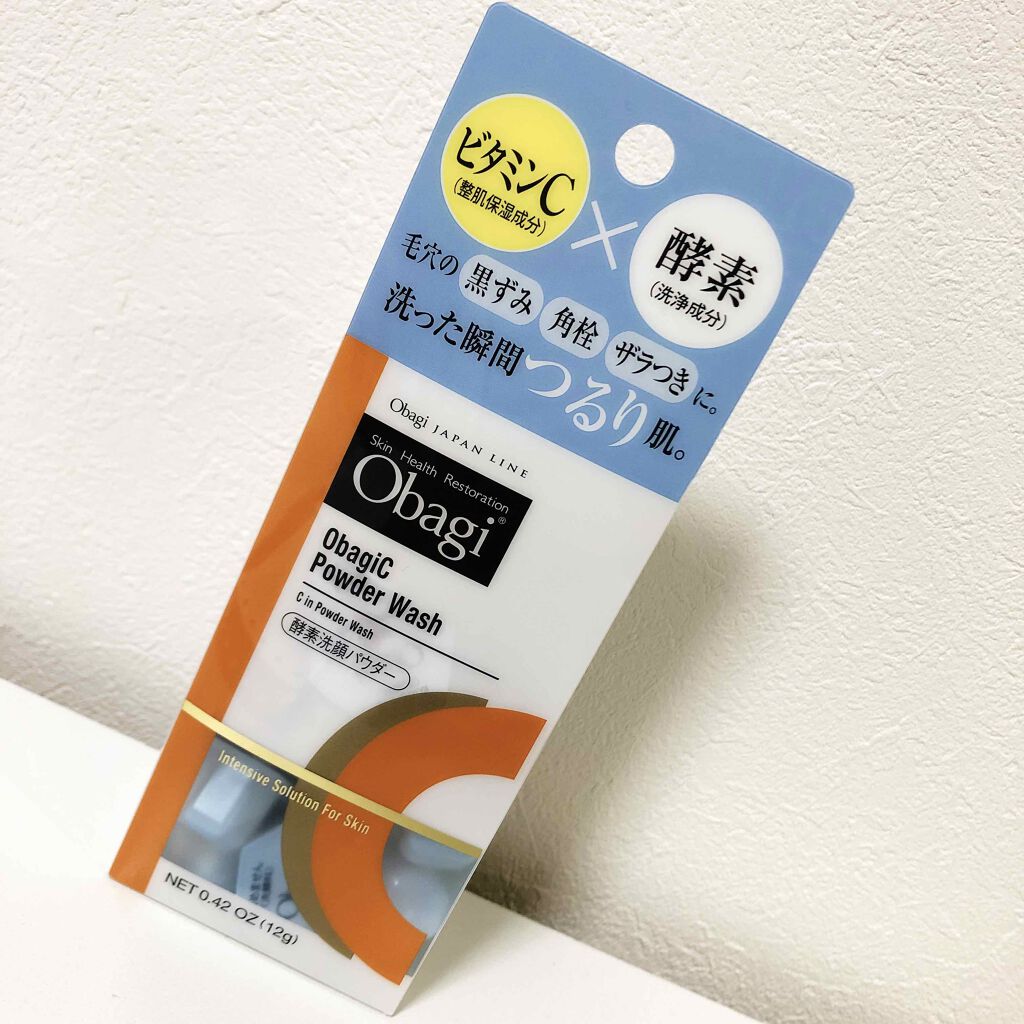 ビタミンC
(整肌保湿成分)
×
酵素
(洗浄成分)
毛穴の 黒ずみ 角栓 ザラつき に。
洗った瞬間つるり肌。
Obagi JAPAN LINE
Skin Health Restoration
Obagi®
ObagiC
Powder Wash
C in Powder Wash
酵素洗顔パウダー
Intensive Solution For Skin
NET 0.42 OZ (12g)